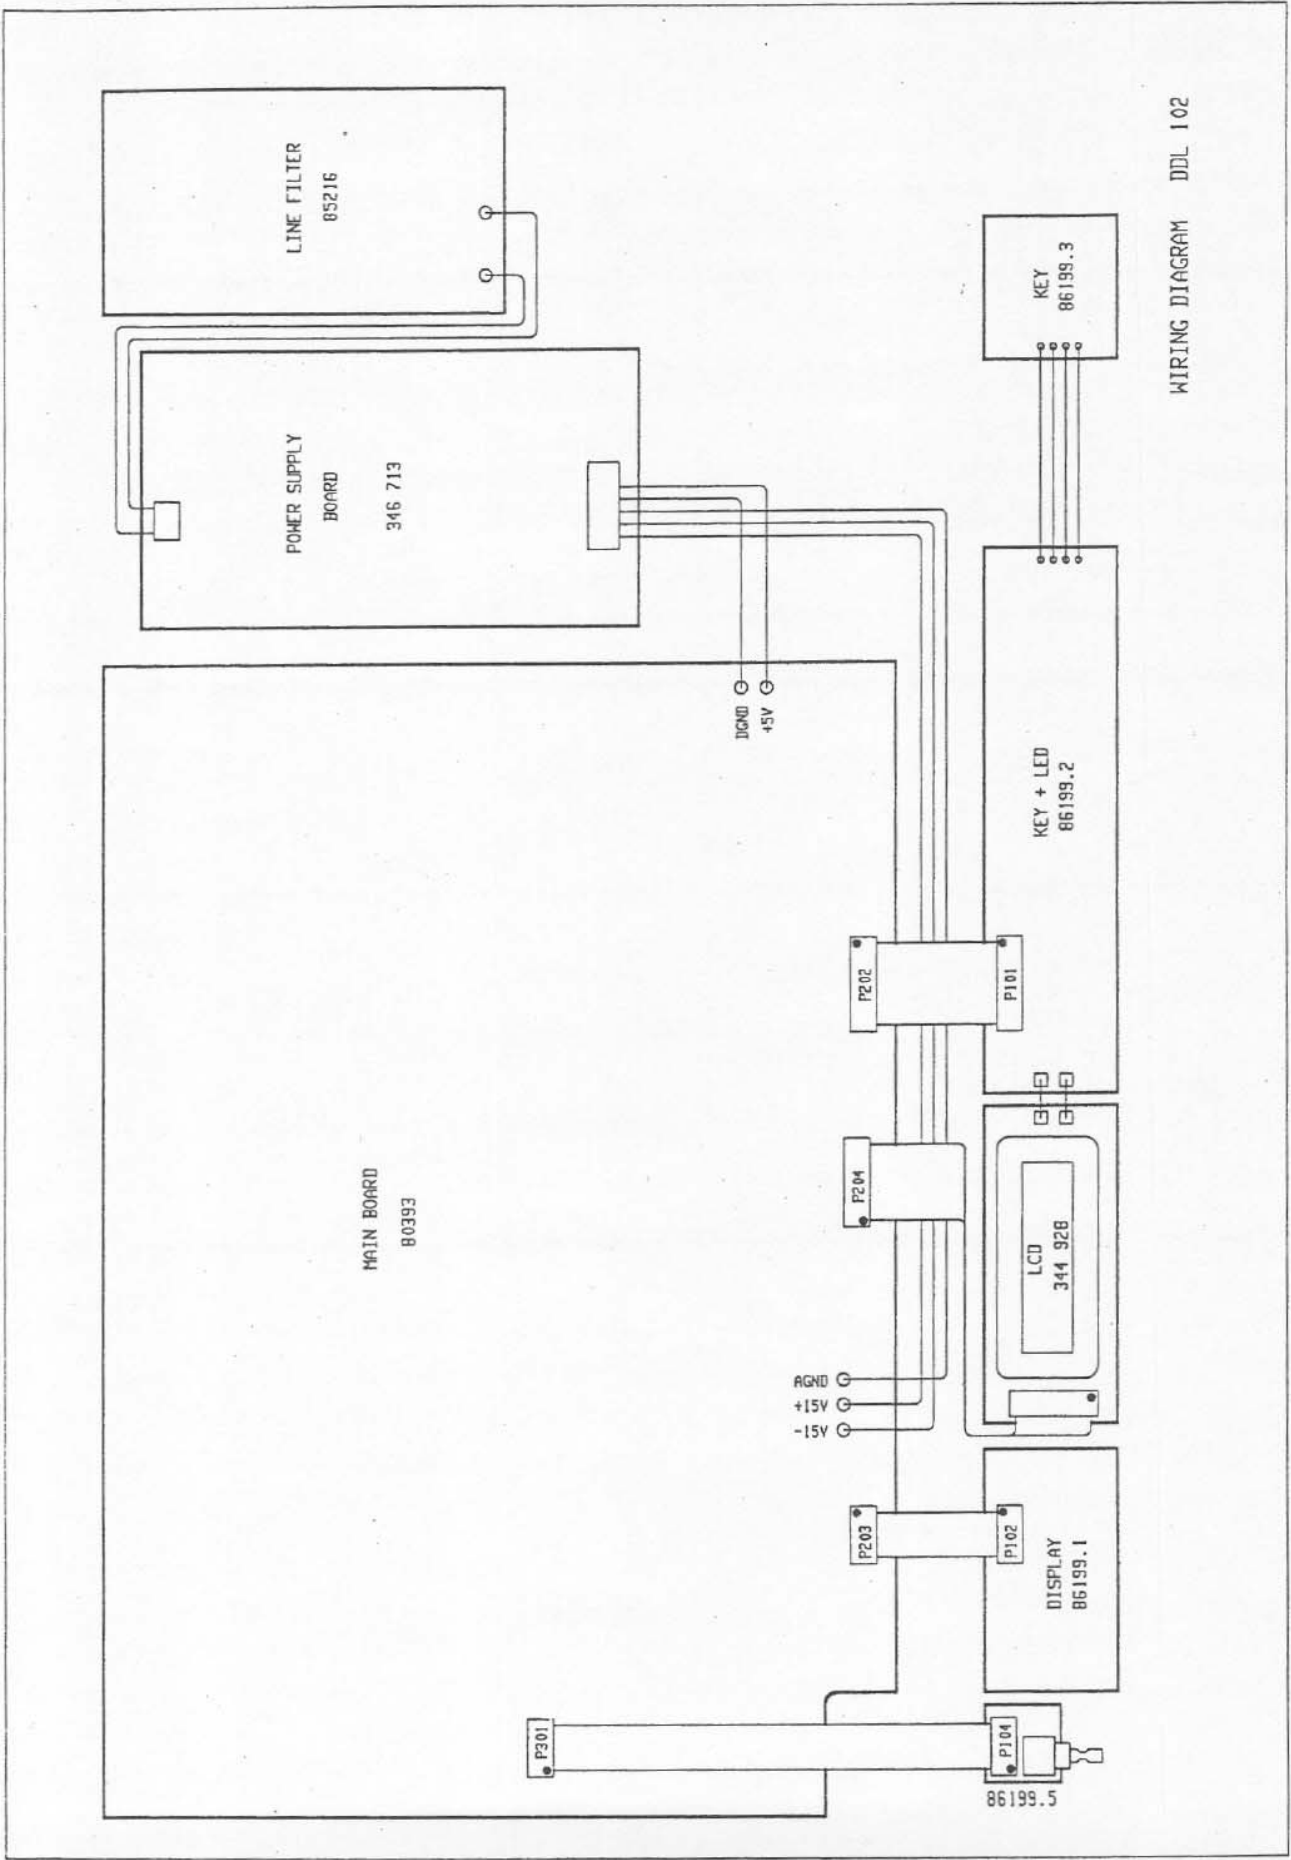 LINE FILTER
85216
POWER SUPPLY
BOARD
346 713
MAIN BOARD
80393
DGND
+5V
AGND
+15V
-15V
P202
P204
P203
P301
P101
P102
P104
KEY
86199.3
KEY + LED
86199.2
LCD
344 928
DISPLAY
86199.1
86199.5
WIRING DIAGRAM DDL 102